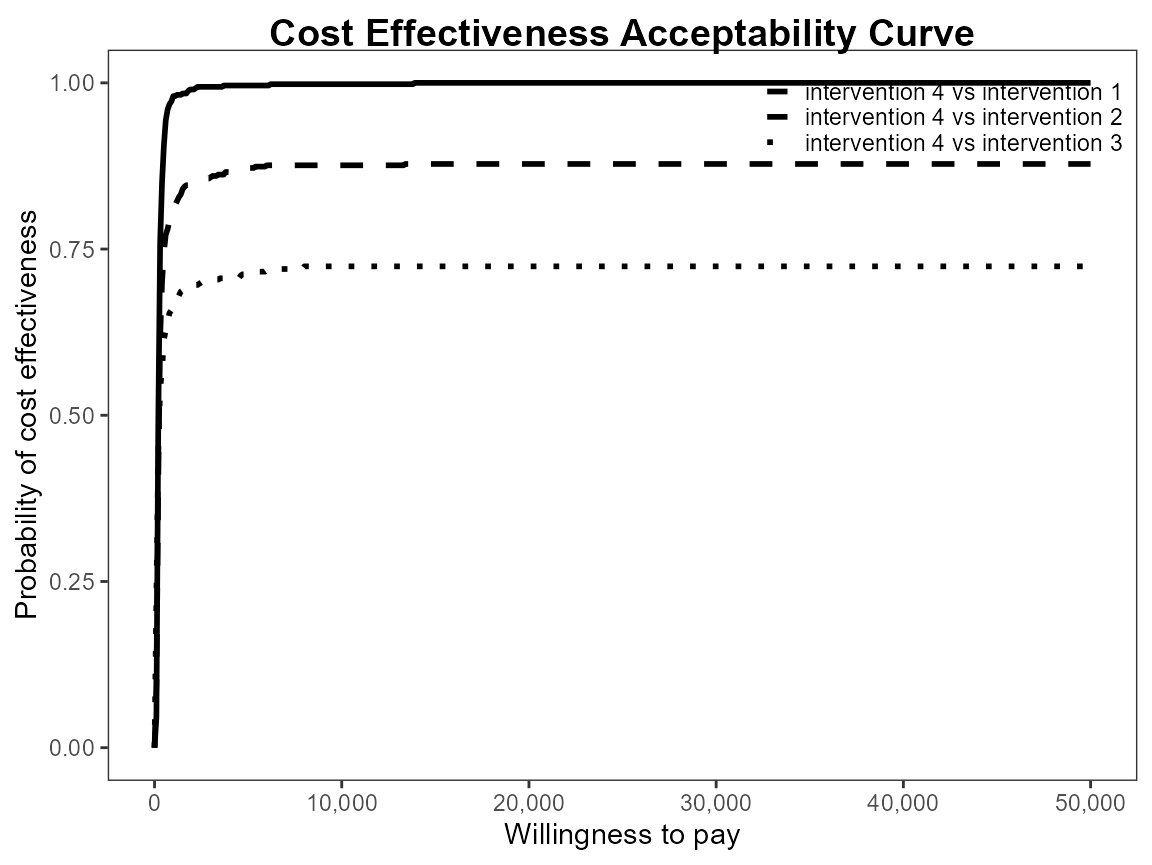 Cost Effectiveness Acceptability Curve
1.00
0.75
0.50
0.25
0.00
Probability of cost effectiveness
intervention 4 vs intervention 1
intervention 4 vs intervention 2
intervention 4 vs intervention 3
0 10,000 20,000 30,000 40,000 50,000
Willingness to pay